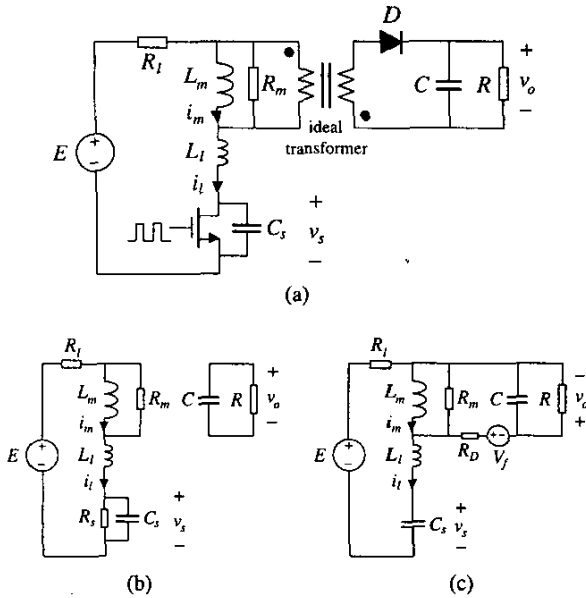 D
R_l
L_m
R_m
C
R
+
v_o
−
i_m
ideal
transformer
E
+
−
L_l
i_l
C_s
+
v_s
−
(a)
R_l
L_m
R_m
i_m
C
R
+
v_o
−
E
+
−
L_l
i_l
R_s
C_s
+
v_s
−
(b)
R_l
L_m
R_m
i_m
C
R
−
v_o
+
E
+
−
L_l
R_D
+−
V_f
i_l
C_s
+
v_s
−
(c)